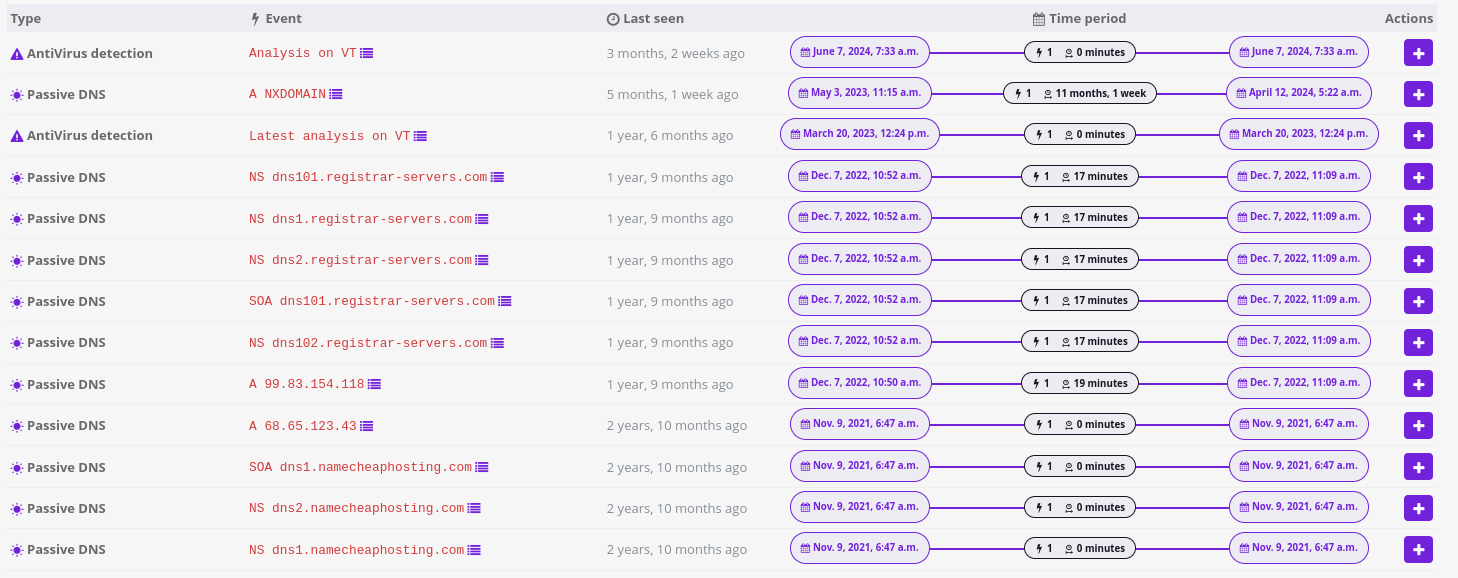 Type Event Last seen Time period Actions
AntiVirus detection Analysis on VT 3 months, 2 weeks ago June 7, 2024, 7:33 a.m. 1 0 minutes June 7, 2024, 7:33 a.m.
Passive DNS A NXDOMAIN 5 months, 1 week ago May 3, 2023, 11:15 a.m. 1 11 months, 1 week April 12, 2024, 5:22 a.m.
AntiVirus detection Latest analysis on VT 1 year, 6 months ago March 20, 2023, 12:24 p.m. 1 0 minutes March 20, 2023, 12:24 p.m.
Passive DNS NS dns101.registrar-servers.com 1 year, 9 months ago Dec. 7, 2022, 10:52 a.m. 1 17 minutes Dec. 7, 2022, 11:09 a.m.
Passive DNS NS dns1.registrar-servers.com 1 year, 9 months ago Dec. 7, 2022, 10:52 a.m. 1 17 minutes Dec. 7, 2022, 11:09 a.m.
Passive DNS NS dns2.registrar-servers.com 1 year, 9 months ago Dec. 7, 2022, 10:52 a.m. 1 17 minutes Dec. 7, 2022, 11:09 a.m.
Passive DNS SOA dns101.registrar-servers.com 1 year, 9 months ago Dec. 7, 2022, 10:52 a.m. 1 17 minutes Dec. 7, 2022, 11:09 a.m.
Passive DNS NS dns102.registrar-servers.com 1 year, 9 months ago Dec. 7, 2022, 10:52 a.m. 1 17 minutes Dec. 7, 2022, 11:09 a.m.
Passive DNS A 99.83.154.118 1 year, 9 months ago Dec. 7, 2022, 10:50 a.m. 1 19 minutes Dec. 7, 2022, 11:09 a.m.
Passive DNS A 68.65.123.43 2 years, 10 months ago Nov. 9, 2021, 6:47 a.m. 1 0 minutes Nov. 9, 2021, 6:47 a.m.
Passive DNS SOA dns1.namecheaphosting.com 2 years, 10 months ago Nov. 9, 2021, 6:47 a.m. 1 0 minutes Nov. 9, 2021, 6:47 a.m.
Passive DNS NS dns2.namecheaphosting.com 2 years, 10 months ago Nov. 9, 2021, 6:47 a.m. 1 0 minutes Nov. 9, 2021, 6:47 a.m.
Passive DNS NS dns1.namecheaphosting.com 2 years, 10 months ago Nov. 9, 2021, 6:47 a.m. 1 0 minutes Nov. 9, 2021, 6:47 a.m.